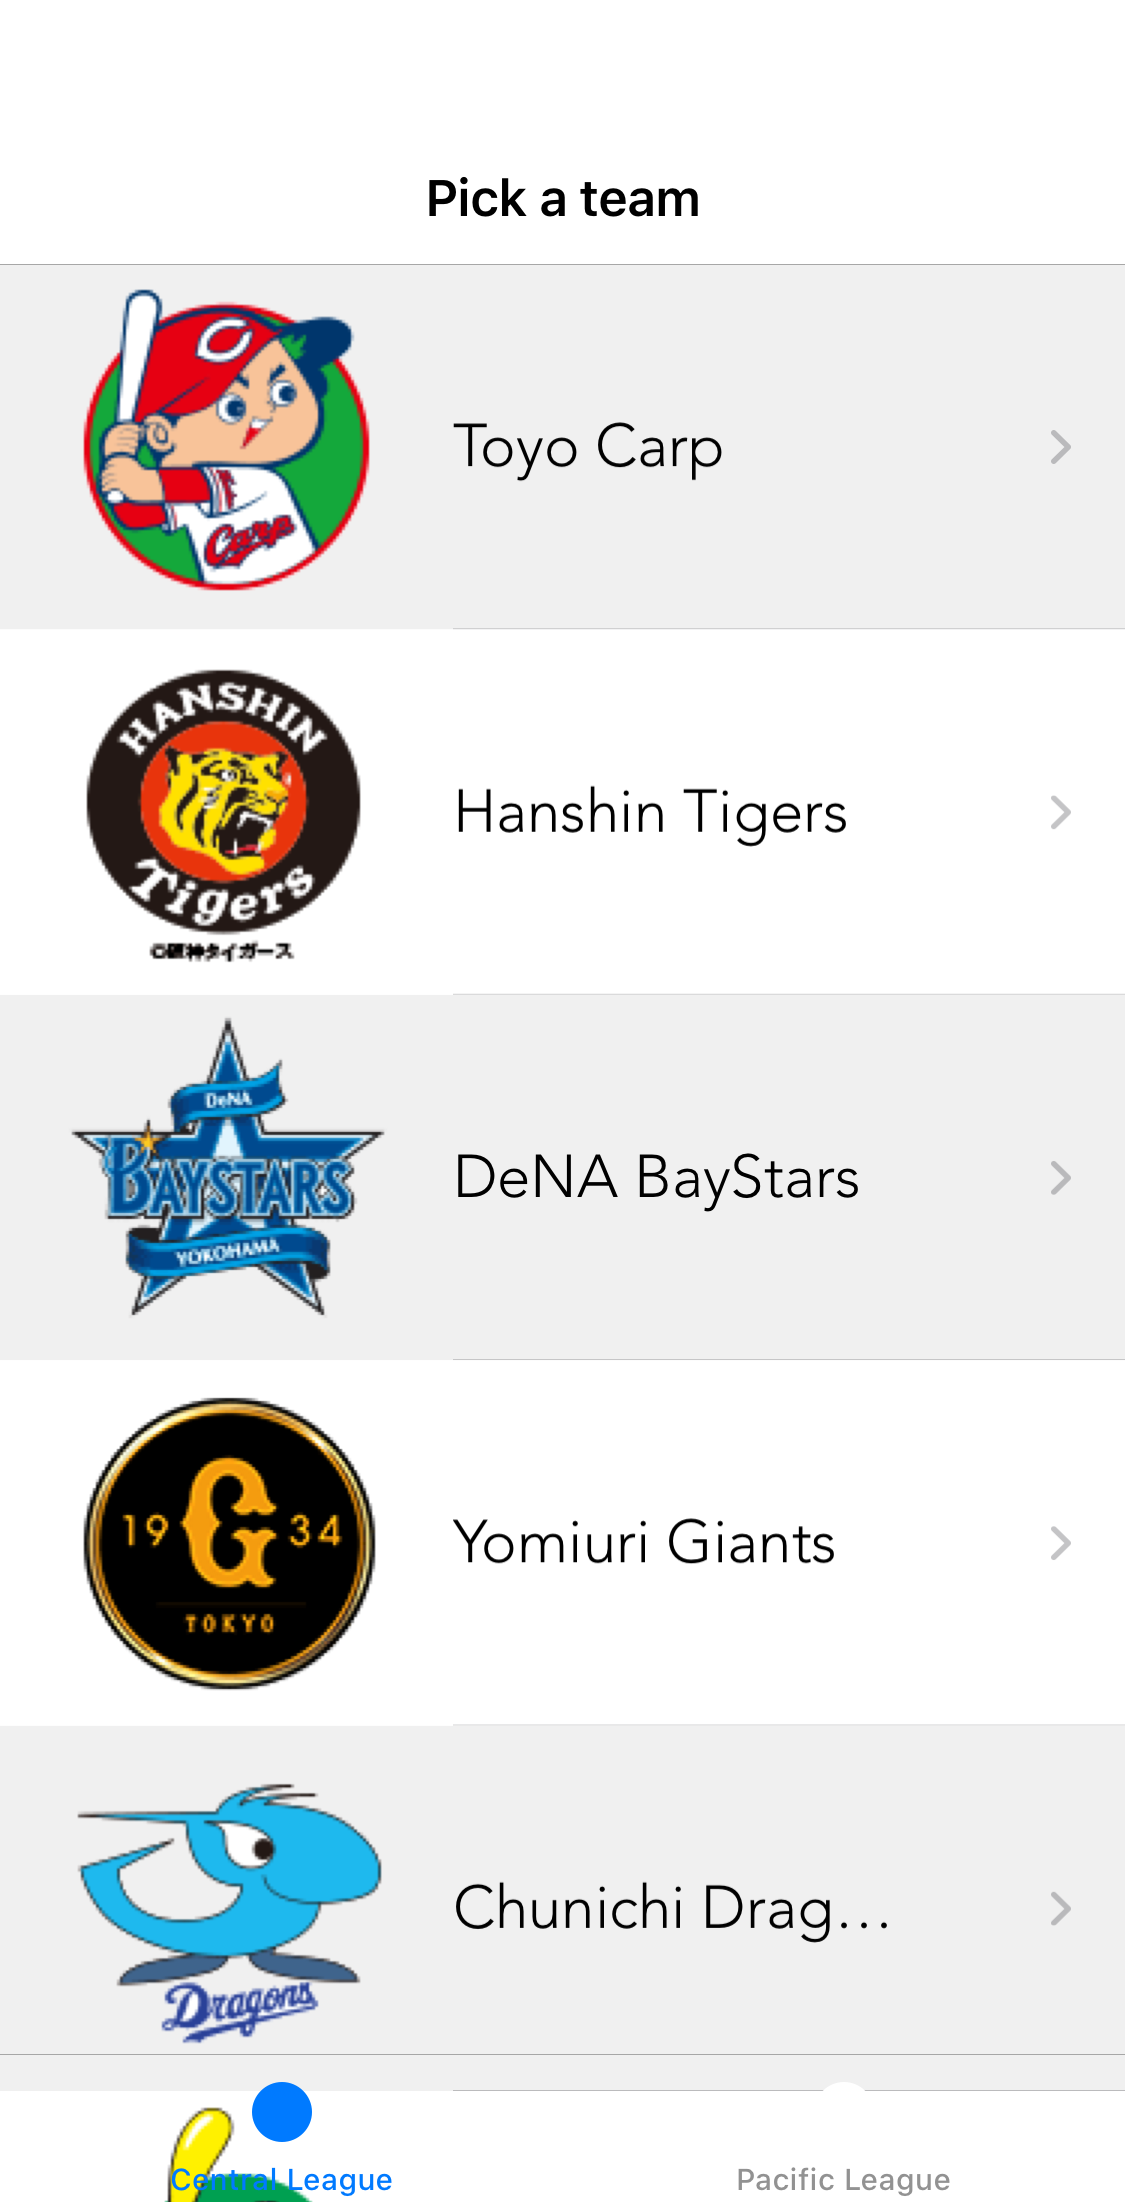 Pick a team
C
Carp
Toyo Carp
HANSHIN
Tigers
©阪神タイガース
Hanshin Tigers
DeNA
BAYSTARS
YOKOHAMA
DeNA BayStars
19 G 34
TOKYO
Yomiuri Giants
Chunichi Drag...
Dragons
Central League
Pacific League